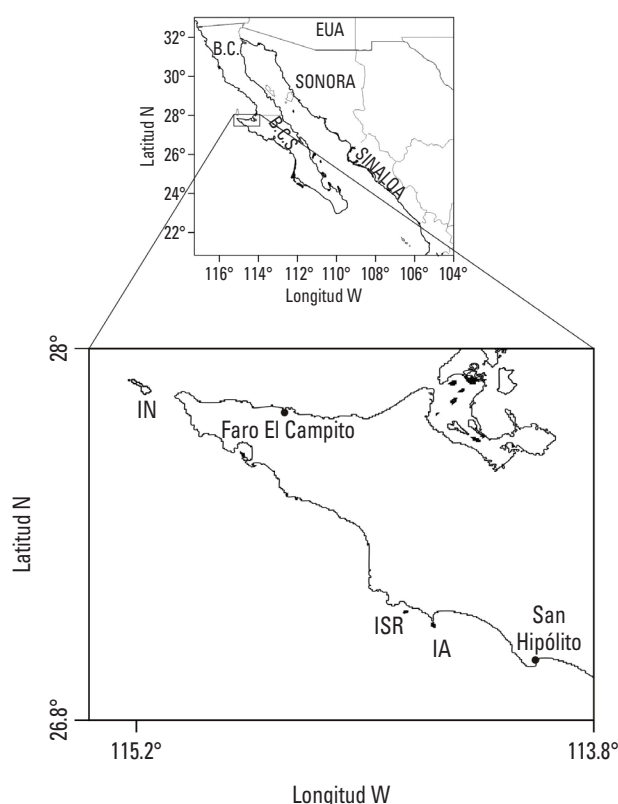 EUA
32°
B.C.
30°
SONORA
28°
Latitud N
26°
B.C.S
SINALOA
24°
22°
116° 114° 112° 110° 108° 106° 104°
Longitud W
28°
IN
Faro El Campito
Latitud N
San
Hipólito
ISR
IA
26.8°
115.2° 113.8°
Longitud W